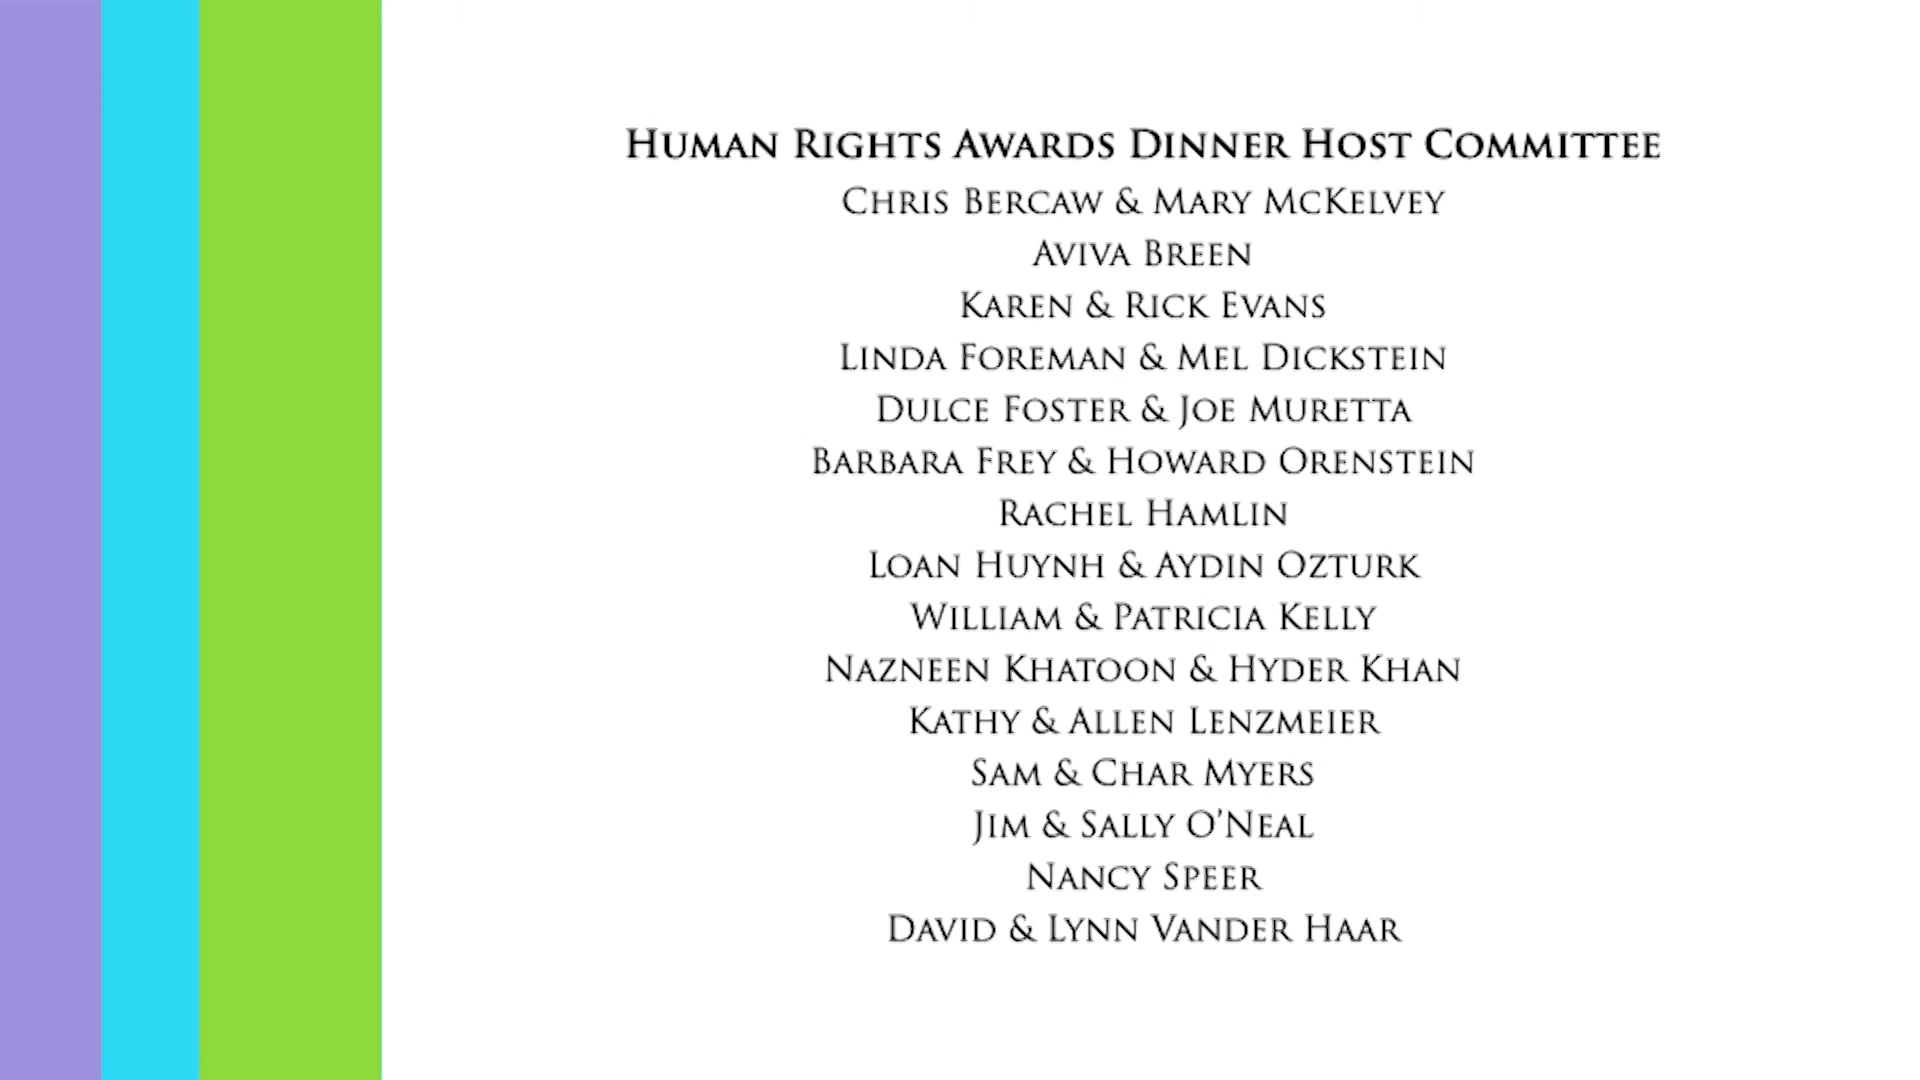 Human Rights Awards Dinner Host Committee
Chris Bercaw & Mary McKelvey
Aviva Breen
Karen & Rick Evans
Linda Foreman & Mel Dickstein
Dulce Foster & Joe Muretta
Barbara Frey & Howard Orenstein
Rachel Hamlin
Loan Huynh & Aydin Ozturk
William & Patricia Kelly
Nazneen Khatoon & Hyder Khan
Kathy & Allen Lenzmeier
Sam & Char Myers
Jim & Sally O’Neal
Nancy Speer
David & Lynn Vander Haar